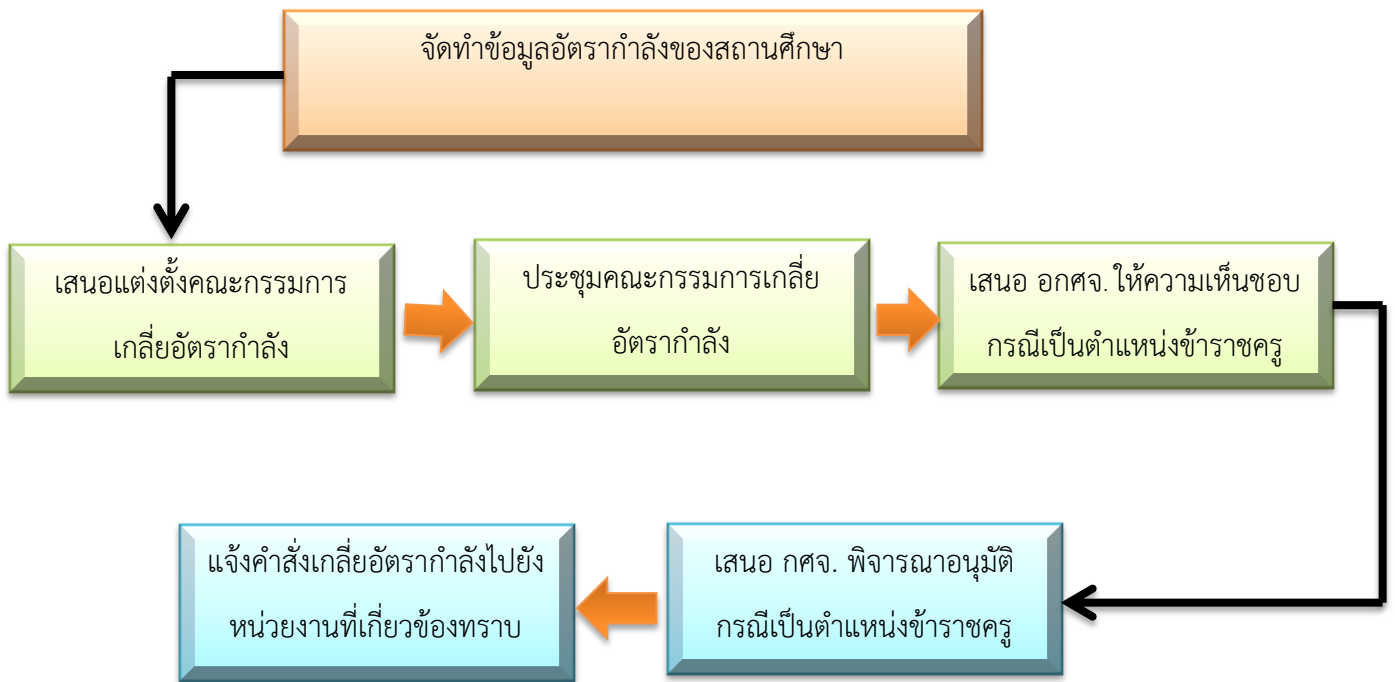 จัดทำข้อมูลอัตรากำลังของสถานศึกษา
เสนอแต่งตั้งคณะกรรมการ
เกลี่ยอัตรากำลัง
ประชุมคณะกรรมการเกลี่ย
อัตรากำลัง
เสนอ อกศจ. ให้ความเห็นชอบ
กรณีเป็นตำแหน่งข้าราชครู
เสนอ กศจ. พิจารณาอนุมัติ
กรณีเป็นตำแหน่งข้าราชครู
แจ้งคำสั่งเกลี่ยอัตรากำลังไปยัง
หน่วยงานที่เกี่ยวข้องทราบ